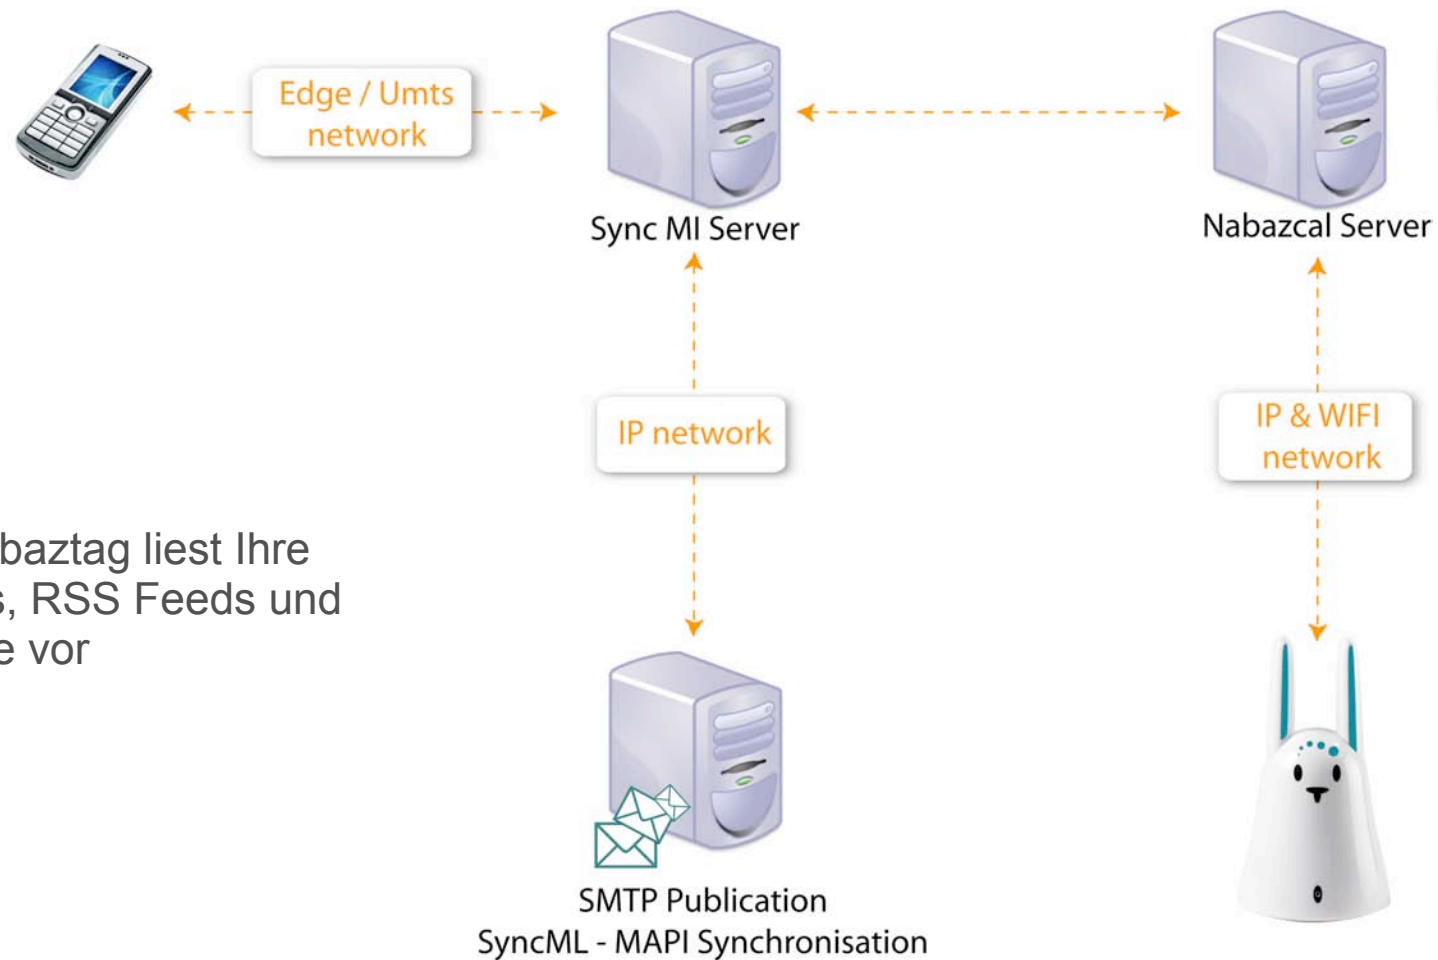 Edge / Umts
network
Sync MI Server
Nabazcal Server
IP network
IP & WIFI
network
baztag liest Ihre
s, RSS Feeds und
e vor
SMTP Publication
SyncML - MAPI Synchronisation